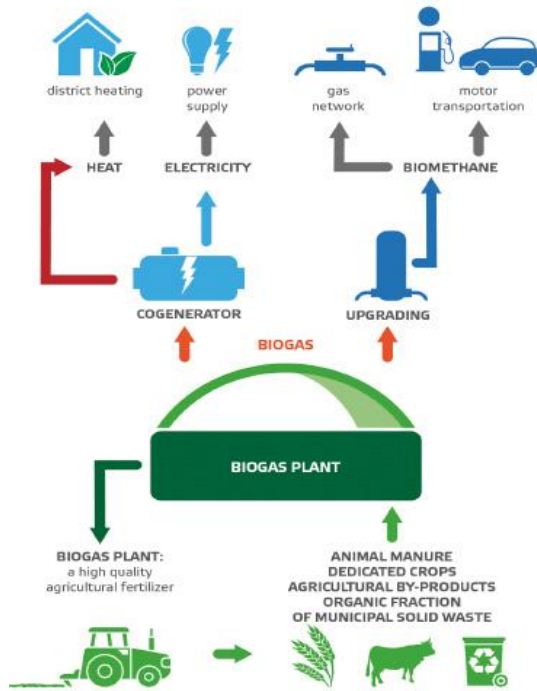 district heating
power
supply
gas
network
motor
transportation
HEAT
ELECTRICITY
BIOMETHANE
COGENERATOR
UPGRADING
BIOGAS
BIOGAS PLANT
BIOGAS PLANT:
a high quality
agricultural fertilizer
ANIMAL MANURE
DEDICATED CROPS
AGRICULTURAL BY-PRODUCTS
ORGANIC FRACTION
OF MUNICIPAL SOLID WASTE